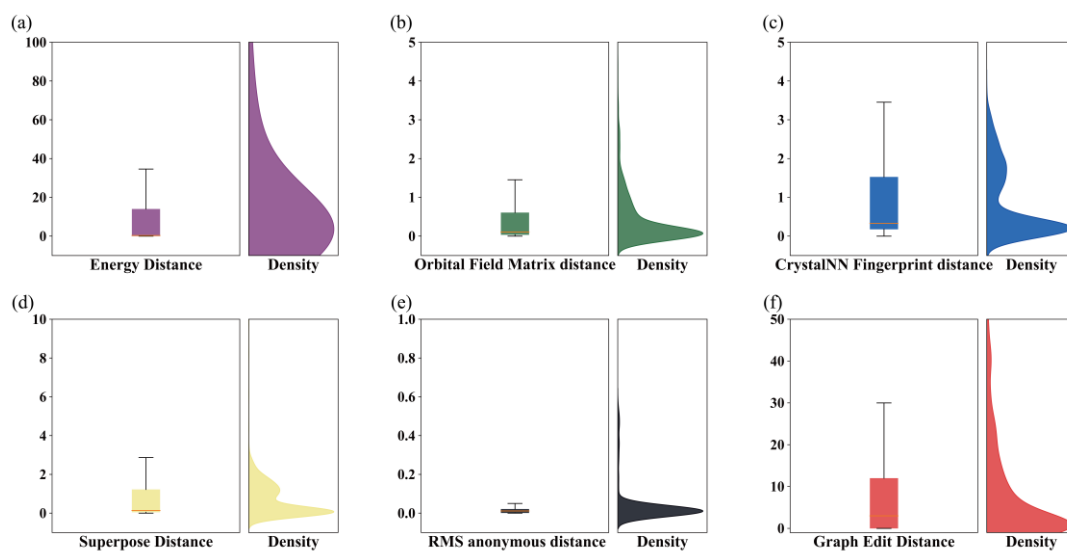 (a)
100
80
60
40
20
0
Energy Distance
Density
(b)
5
4
3
2
1
0
Orbital Field Matrix distance
Density
(c)
5
4
3
2
1
0
CrystalNN Fingerprint distance
Density
(d)
10
8
6
4
2
0
Superpose Distance
Density
(e)
1.0
0.8
0.6
0.4
0.2
0.0
RMS anonymous distance
Density
(f)
50
40
30
20
10
0
Graph Edit Distance
Density